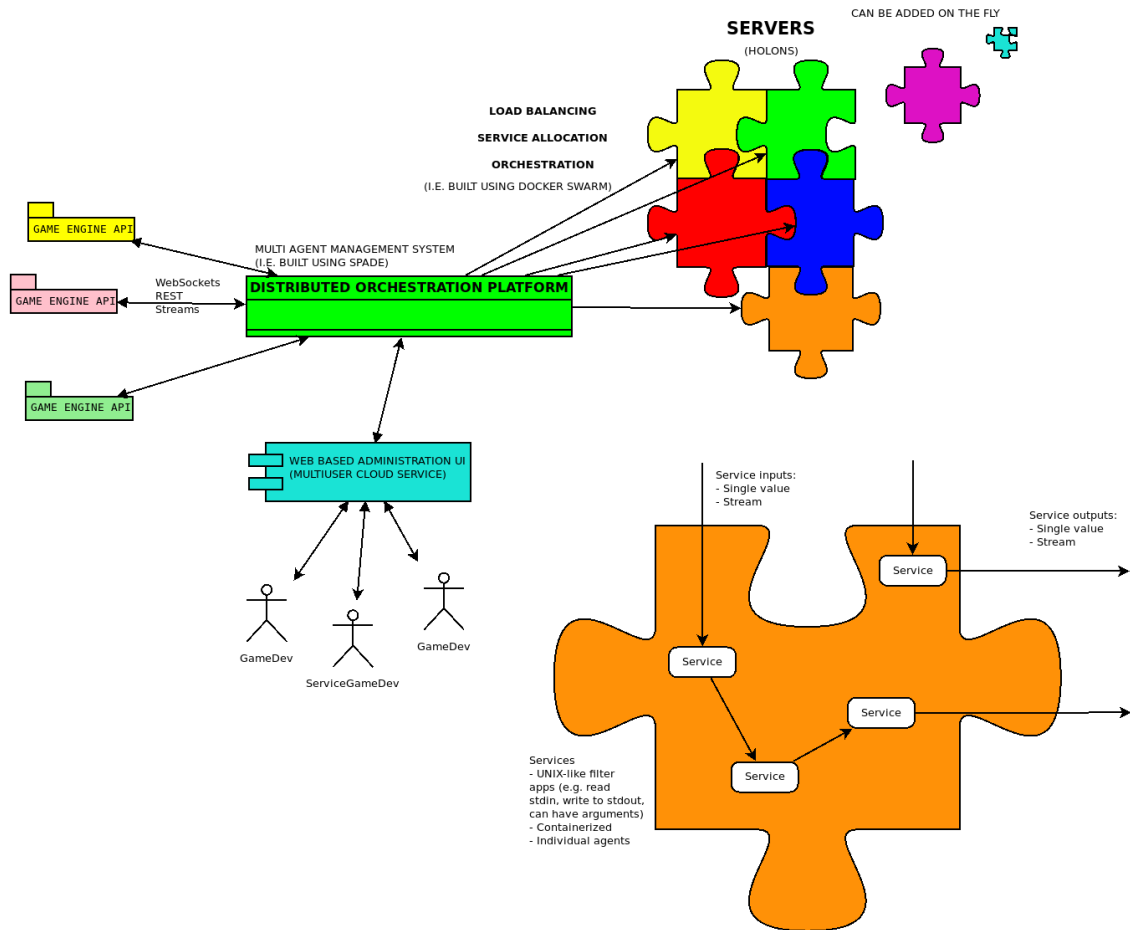 CAN BE ADDED ON THE FLY
SERVERS
(HOLONS)
LOAD BALANCING
SERVICE ALLOCATION
ORCHESTRATION
(I.E. BUILT USING DOCKER SWARM)
GAME ENGINE API
MULTI AGENT MANAGEMENT SYSTEM
(I.E. BUILT USING SPADE)
DISTRIBUTED ORCHESTRATION PLATFORM
GAME ENGINE API
WebSockets
REST
Streams
GAME ENGINE API
WEB BASED ADMINISTRATION UI
(MULTIUSER CLOUD SERVICE)
GameDev
ServiceGameDev
GameDev
Service inputs:
- Single value
- Stream
Service outputs:
- Single value
- Stream
Service
Service
Service
Service
Services
- UNIX-like filter
apps (e.g. read
stdin, write to stdout,
can have arguments)
- Containerized
- Individual agents